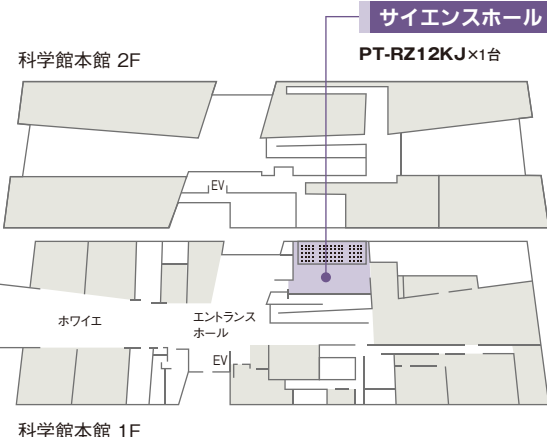 サイエンスホール
PT-RZ12KJ×1台
科学館本館 2F
EV
ホワイエ
エントランス
ホール
EV
科学館本館 1F